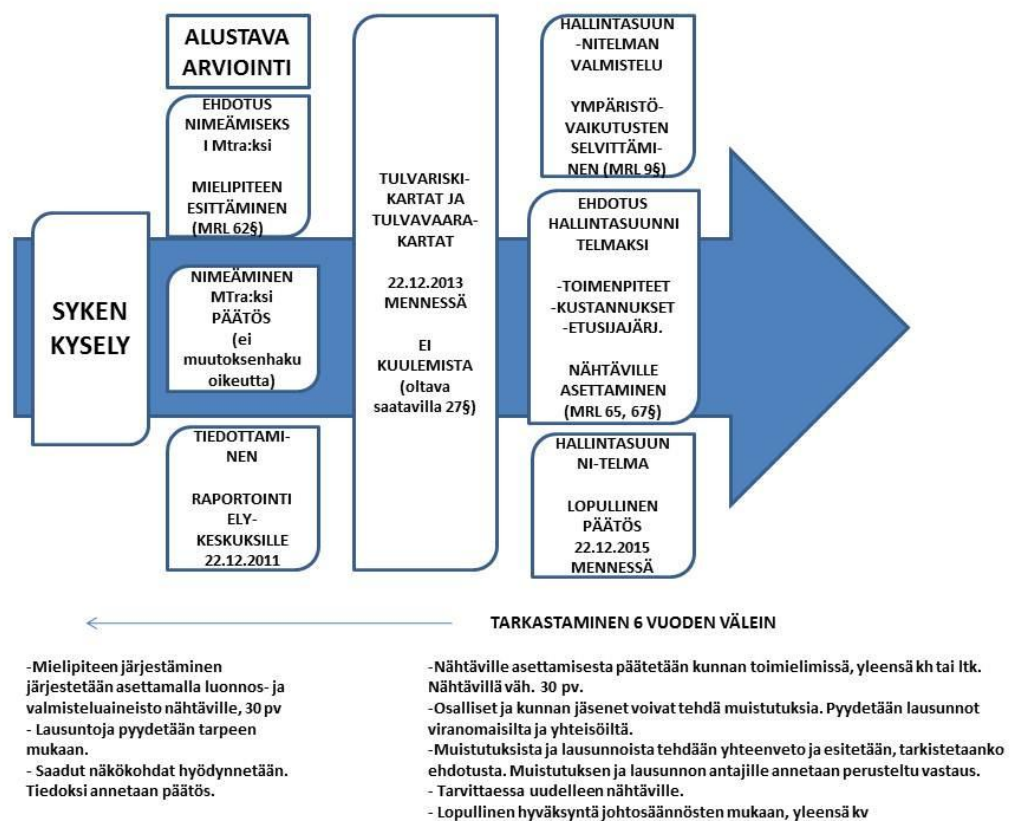 SYKEN
KYSELY
ALUSTAVA
ARVIOINTI
EHDOTUS
NIMEÄMISEKS
I Mtra:ksi
MIELIPITEEN
ESITTÄMINEN
(MRL 62§)
NIMEÄMINEN
MTra:ksi
PÄÄTÖS
(ei
muutoksenhaku
oikeutta)
TIEDOTTAMI-
NEN
RAPORTOINTI
ELY-
KESKUKSILLE
22.12.2011
TULVARISKI-
KARTAT JA
TULVAVAARA-
KARTAT
22.12.2013
MENNESSÄ
EI
KUULEMISTA
(oltava
saatavilla 27§)
HALLINTASUUN
-NITELMAN
VALMISTELU
YMPÄRISTÖ-
VAIKUTUSTEN
SELVITTÄMI-
NEN (MRL 9§)
EHDOTUS
HALLINTASUUNNI
TELMAKSI
-TOIMENPITEET
-KUSTANNUKSET
-ETUSIJAJÄRJ.
NÄHTÄVILLE
ASETTAMINEN
(MRL 65, 67§)
HALLINTASUUN
NI-TELMA
LOPULLINEN
PÄÄTÖS
22.12.2015
MENNESSÄ
TARKASTAMINEN 6 VUODEN VÄLEIN
-Mielipiteen järjestäminen
järjestetään asettamalla luonnos- ja
valmisteluaineisto nähtäville, 30 pv
- Lausuntoja pyydetään tarpeen
mukaan.
- Saadut näkökohdat hyödynnetään.
Tiedoksi annetaan päätös.
-Nähtäville asettamisesta päätetään kunnan toimielimissä, yleensä kh tai ltk.
Nähtävillä väh. 30 pv.
-Osalliset ja kunnan jäsenet voivat tehdä muistutuksia. Pyydetään lausunnot
viranomaisilta ja yhteisöiltä.
-Muistutuksista ja lausunnoista tehdään yhteenveto ja esitetään, tarkistetaanko
ehdotusta. Muistutuksen ja lausunnon antajille annetaan perusteltu vastaus.
- Tarvittaessa uudelleen nähtäville.
- Lopullinen hyväksyntä johtosäännösten mukaan, yleensä kv